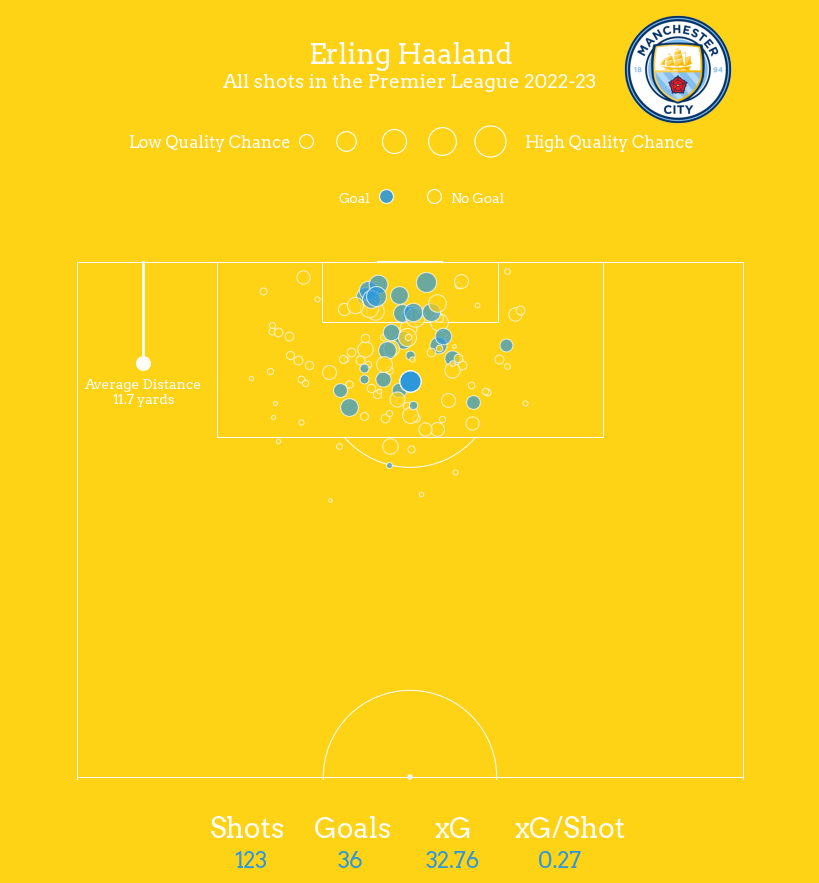 Erling Haaland
All shots in the Premier League 2022-23
MANCHESTER
18 94
CITY
Low Quality Chance High Quality Chance
Goal No Goal
Average Distance
11.7 yards
Shots Goals xG xG/Shot
123 36 32.76 0.27